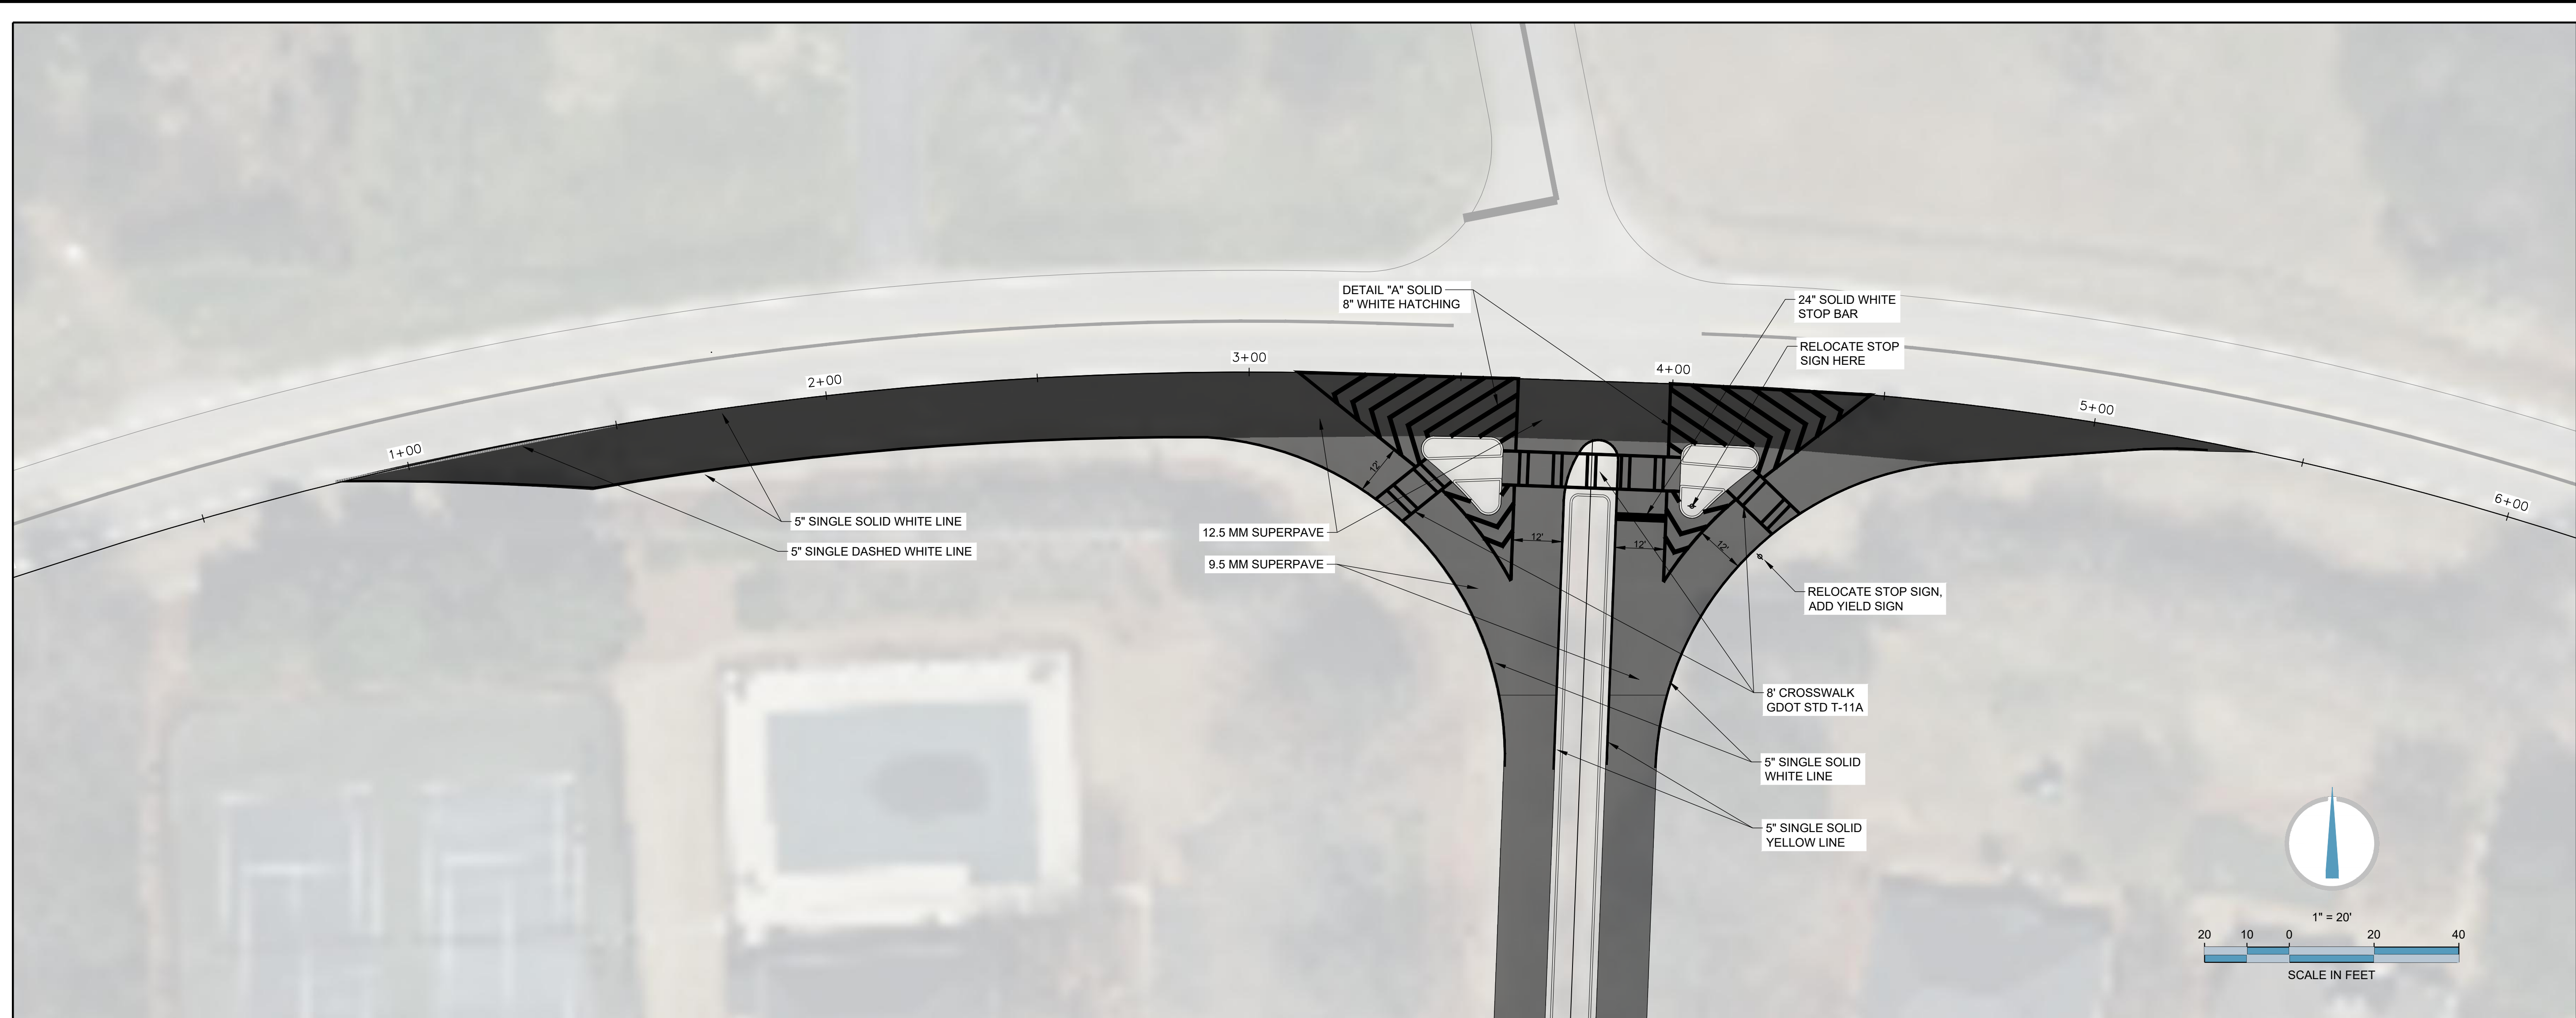 DETAIL "A" SOLID
8" WHITE HATCHING
24" SOLID WHITE
STOP BAR
RELOCATE STOP
SIGN HERE
3+00
4+00
2+00
5+00
1+00
6+00
12'
5" SINGLE SOLID WHITE LINE
5" SINGLE DASHED WHITE LINE
12.5 MM SUPERPAVE
9.5 MM SUPERPAVE
12'
12'
12'
RELOCATE STOP SIGN,
ADD YIELD SIGN
8' CROSSWALK
GDOT STD T-11A
5" SINGLE SOLID
WHITE LINE
5" SINGLE SOLID
YELLOW LINE
1" = 20'
20 10 0 20 40
SCALE IN FEET